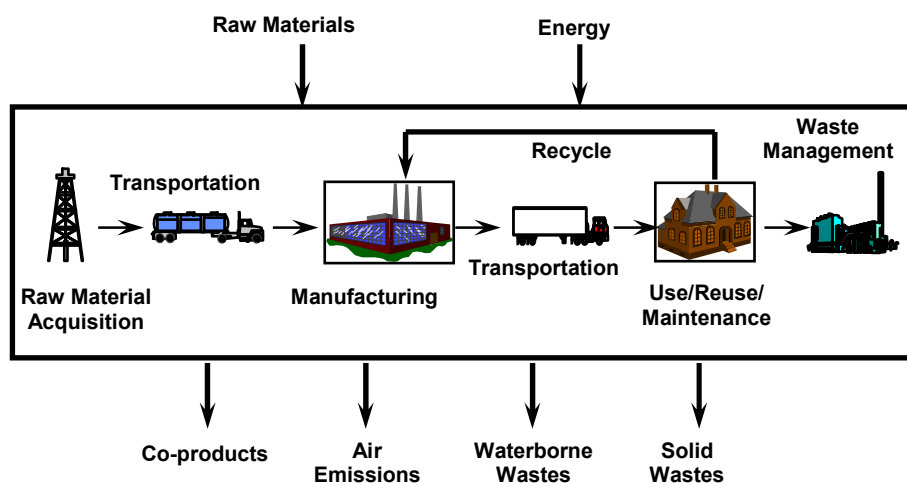 Raw Materials
Energy
Waste
Management
Recycle
Transportation
Transportation
Raw Material
Acquisition
Manufacturing
Use/Reuse/
Maintenance
Co-products
Air
Emissions
Waterborne
Wastes
Solid
Wastes